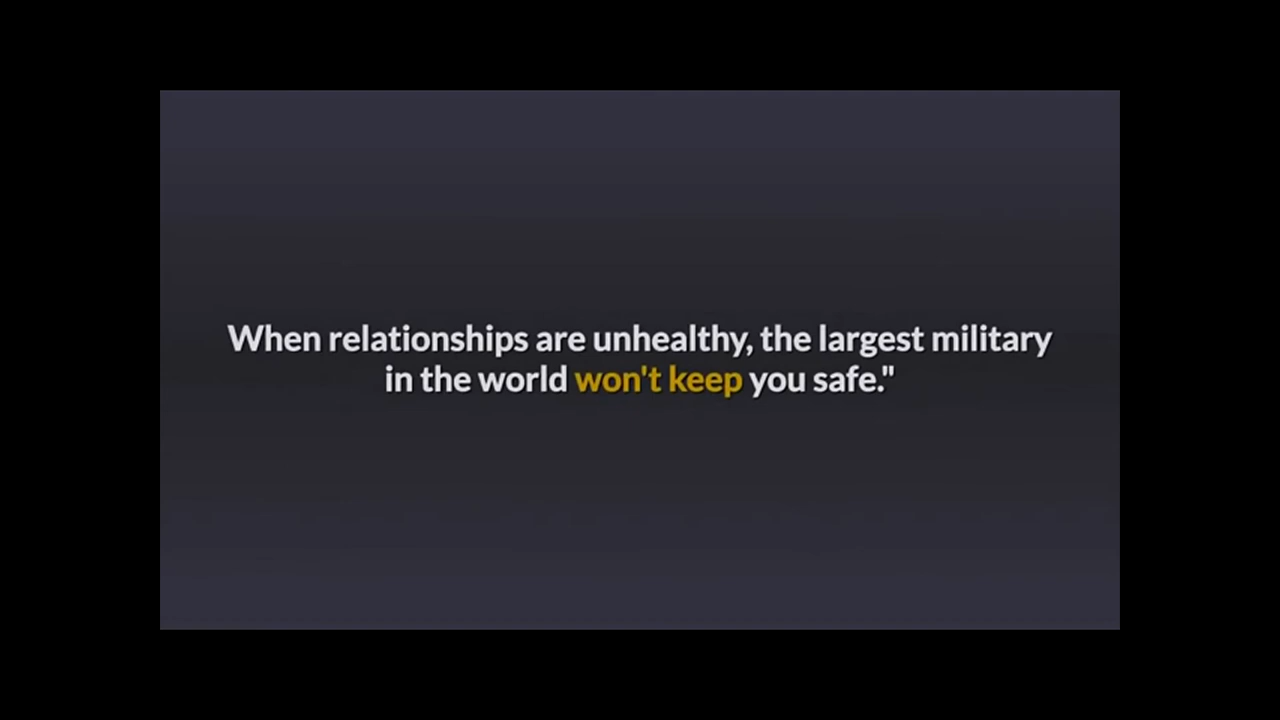 When relationships are unhealthy, the largest military
in the world won't keep you safe."